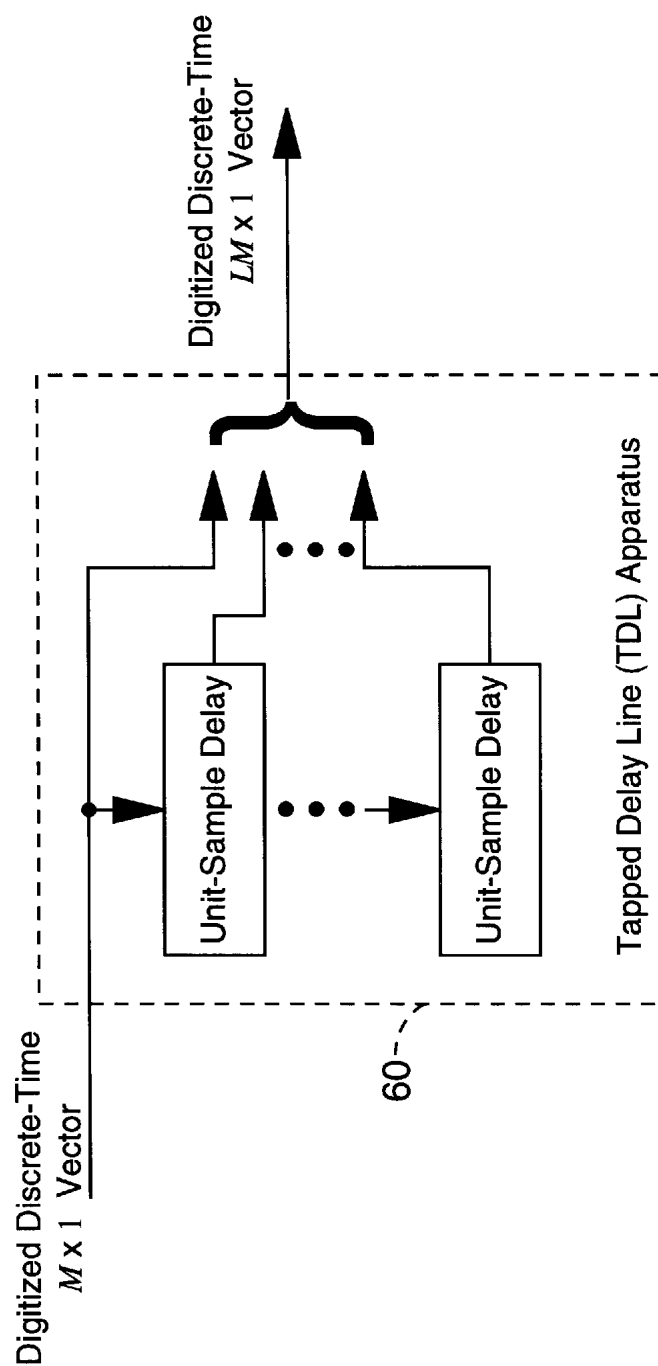 Digitized Discrete-Time
M x 1 Vector
Digitized Discrete-Time
LM x 1 Vector
Unit-Sample Delay
Unit-Sample Delay
60
Tapped Delay Line (TDL) Apparatus